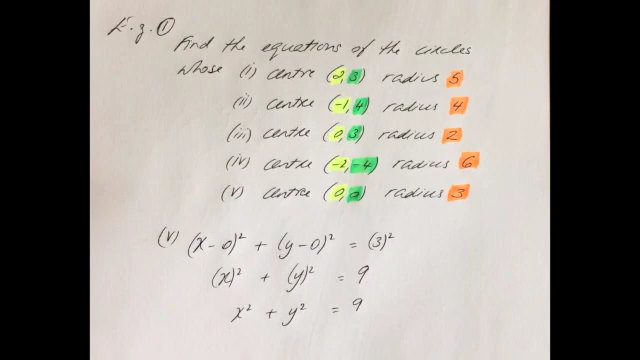 E.g. ①
Find the equations of the circles
whose (i) centre (2, 3) radius 5
(ii) centre (-1, 4) radius 4
(iii) centre (0, 3) radius 2
(iv) centre (-2, -4) radius 6
(v) centre (0, 0) radius 3
(v) (x - 0)² + (y - 0)² = (3)²
(x)² + (y)² = 9
x² + y² = 9